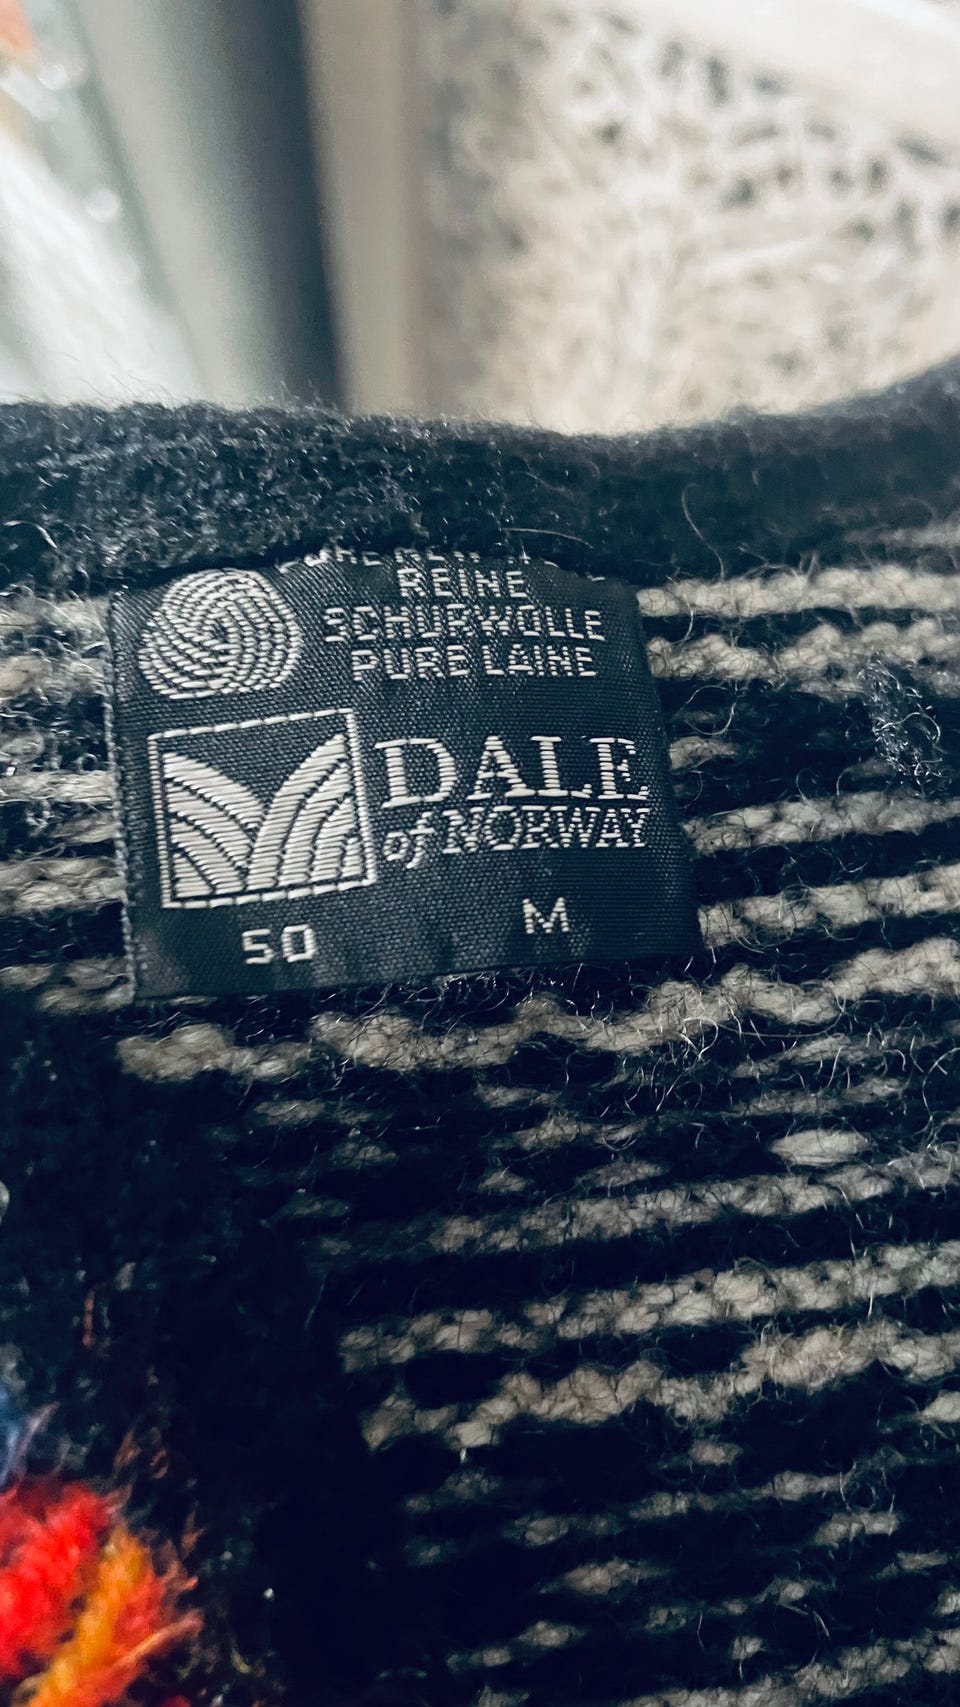 REINE
SCHURWOLLE
PURE LAINE
DALE
of NORWAY
50 M